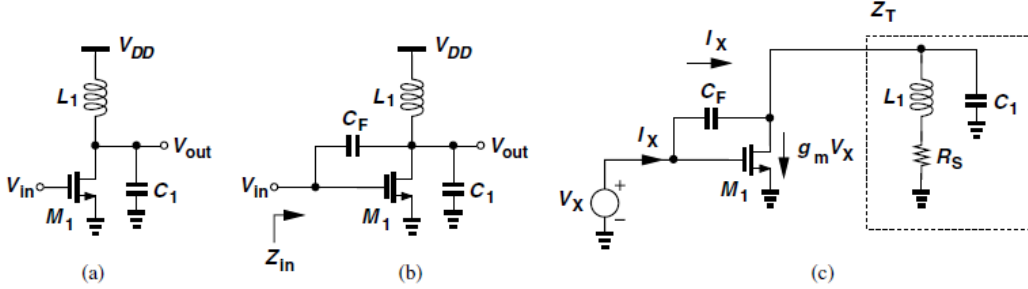 V_DD
L_1
V_out
V_in
M_1
C_1
(a)
V_DD
L_1
C_F
V_out
V_in
M_1
C_1
Z_in
(b)
Z_T
I_X
C_F
I_X
L_1
C_1
g_m V_X
R_S
V_X
+
−
M_1
(c)